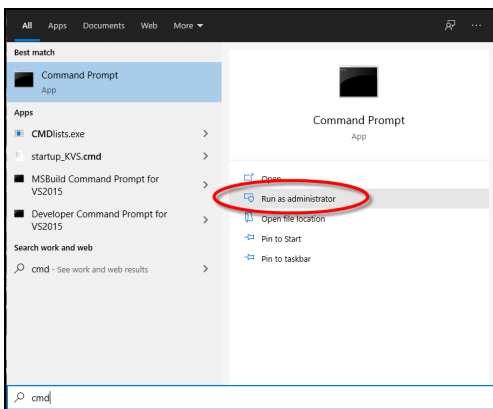 All Apps Documents Web More
Best match
Command Prompt
App
Apps
CMDlists.exe
startup_KVS.cmd
MSBuild Command Prompt for
VS2015
Developer Command Prompt for
VS2015
Search work and web
cmd - See work and web results
Command Prompt
App
Open
Run as administrator
Open file location
Pin to Start
Pin to taskbar
cmd